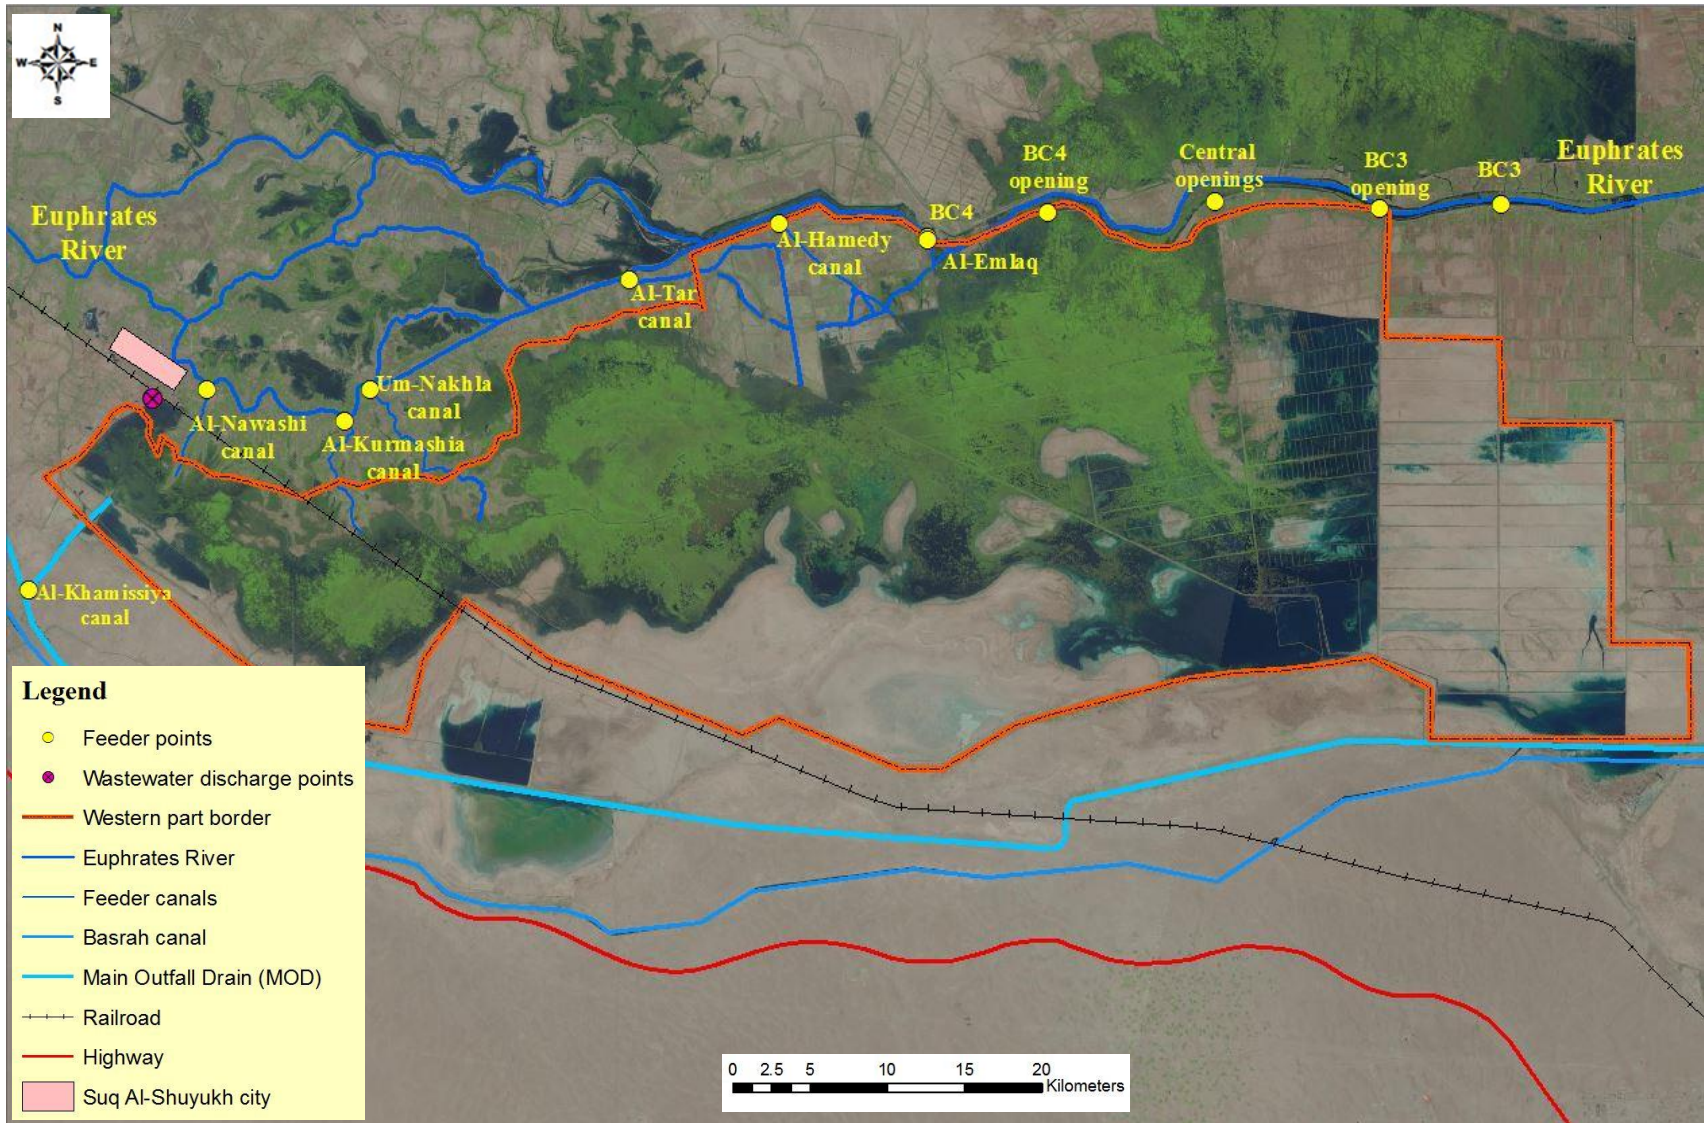 N
W E
S
Euphrates
River
BC4
opening
Central
openings
BC3
opening
BC3
Euphrates
River
BC4
Al-Hamedy
canal
Al-Emlaq
Al-Tar
canal
Um-Nakhla
canal
Al-Nawashi
canal
Al-Kurmashia
canal
Al-Khamissiya
canal
Legend
Feeder points
Wastewater discharge points
Western part border
Euphrates River
Feeder canals
Basrah canal
Main Outfall Drain (MOD)
Railroad
Highway
Suq Al-Shuyukh city
0 2.5 5 10 15 20
Kilometers